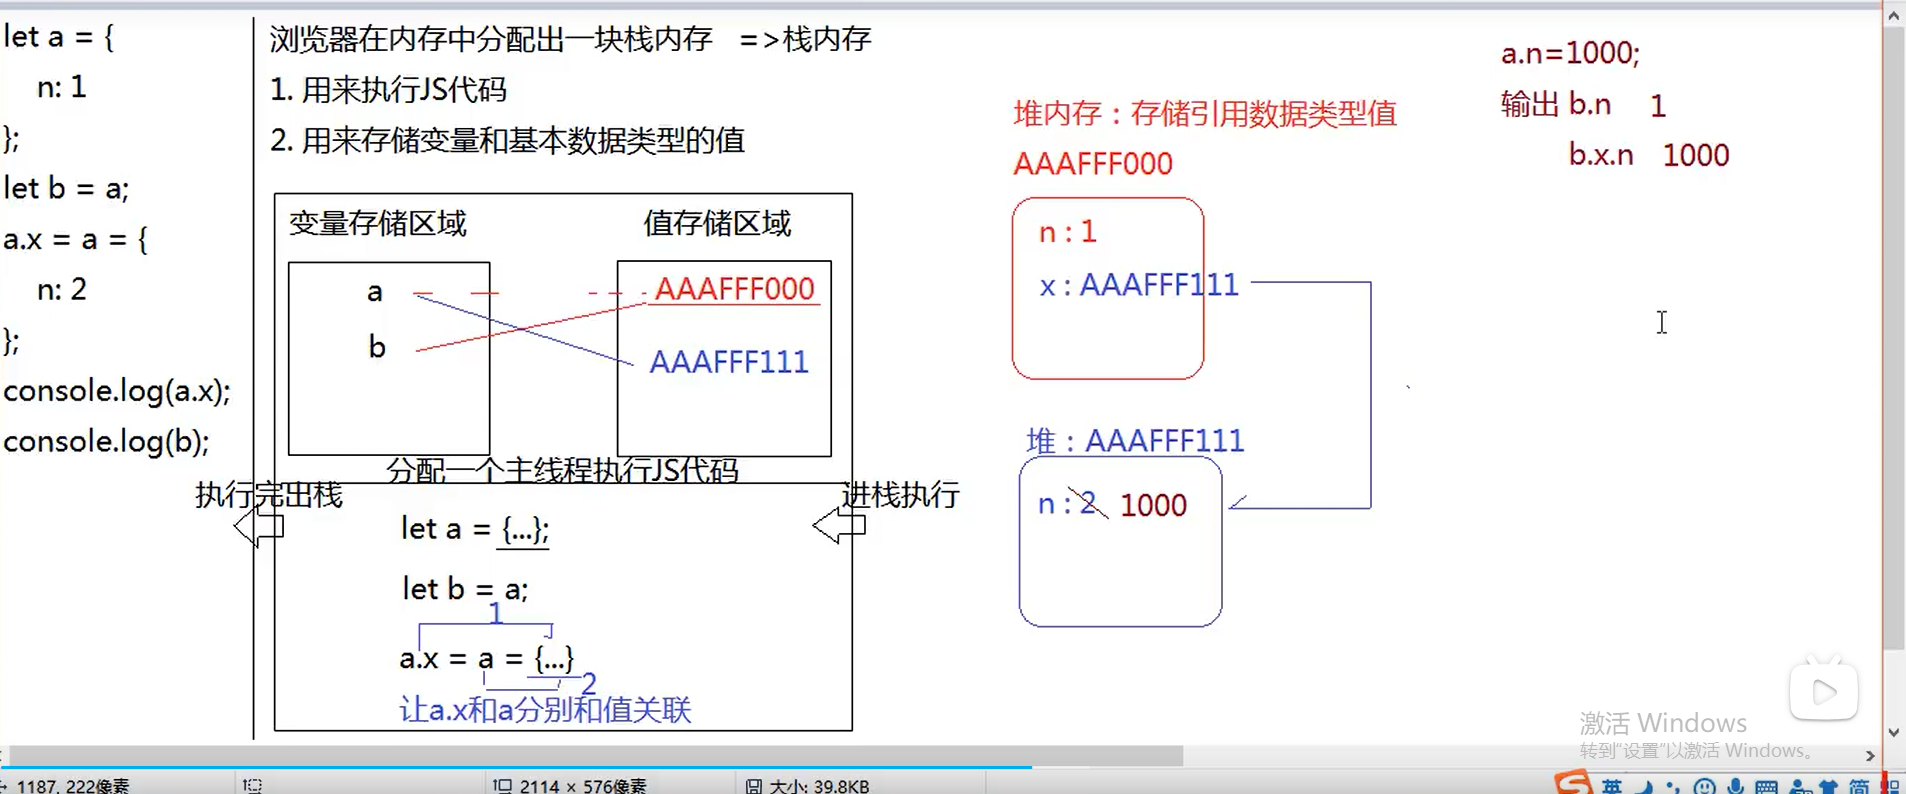 let a = {
n: 1
};
let b = a;
a.x = a = {
n: 2
};
console.log(a.x);
console.log(b);
浏览器在内存中分配出一块栈内存 =>栈内存
1. 用来执行JS代码
2. 用来存储变量和基本数据类型的值
变量存储区域 值存储区域
a AAAFFF000
b AAAFFF111
分配一个主线程执行JS代码
执行完出栈 进栈执行
let a = {...};
let b = a;
1
a.x = a = {...}
2
让a.x和a分别和值关联
堆内存：存储引用数据类型值
AAAFFF000
n : 1
x : AAAFFF111
堆：AAAFFF111
n : 2 1000
a.n=1000;
输出 b.n 1
b.x.n 1000
激活 Windows
转到“设置”以激活 Windows。
1187, 222像素 2114 × 576像素 大小: 39.8KB
英 简